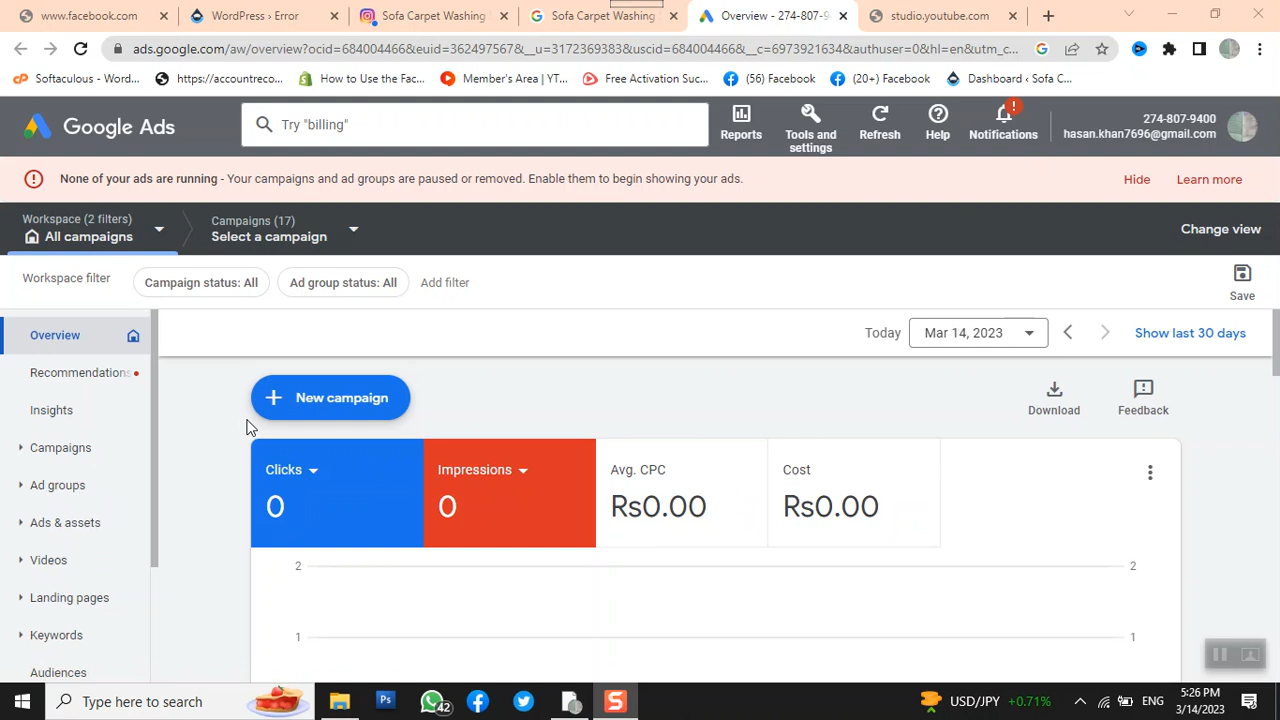 www.facebook.com
WordPress › Error
Sofa Carpet Washing
Sofa Carpet Washing
Overview - 274-807-9
studio.youtube.com
ads.google.com/aw/overview?ocid=684004466&euid=362497567&__u=3172369383&uscid=684004466&__c=6973921634&authuser=0&hl=en&utm_c...
Softaculous - Word...
https://accountreco...
How to Use the Fac...
Member's Area | YT...
Free Activation Suc...
(56) Facebook
(20+) Facebook
Dashboard ‹ Sofa C...
Google Ads
Try "billing"
Reports
Tools and
settings
Refresh
Help
Notifications
274-807-9400
hasan.khan7696@gmail.com
None of your ads are running - Your campaigns and ad groups are paused or removed. Enable them to begin showing your ads.
Hide
Learn more
Workspace (2 filters)
All campaigns
Campaigns (17)
Select a campaign
Change view
Workspace filter
Campaign status: All
Ad group status: All
Add filter
Save
Overview
Recommendations
Insights
Campaigns
Ad groups
Ads & assets
Videos
Landing pages
Keywords
Audiences
Today
Mar 14, 2023
Show last 30 days
New campaign
Download
Feedback
Clicks
0
Impressions
0
Avg. CPC
Rs0.00
Cost
Rs0.00
2
2
1
1
Type here to search
Ps
42
S
USD/JPY
+0.71%
ENG
5:26 PM
3/14/2023